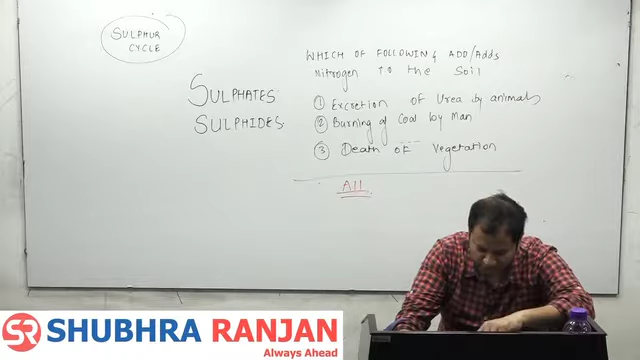 SULPHUR
CYCLE
SULPHATES
SULPHIDES
WHICH OF FOLLOWING ADD/Adds
Nitrogen TO the Soil
① Excretion of Urea by animals
② Burning of Coal by Man
③ Death of Vegetation
All
SR SHUBHRA RANJAN
Always Ahead